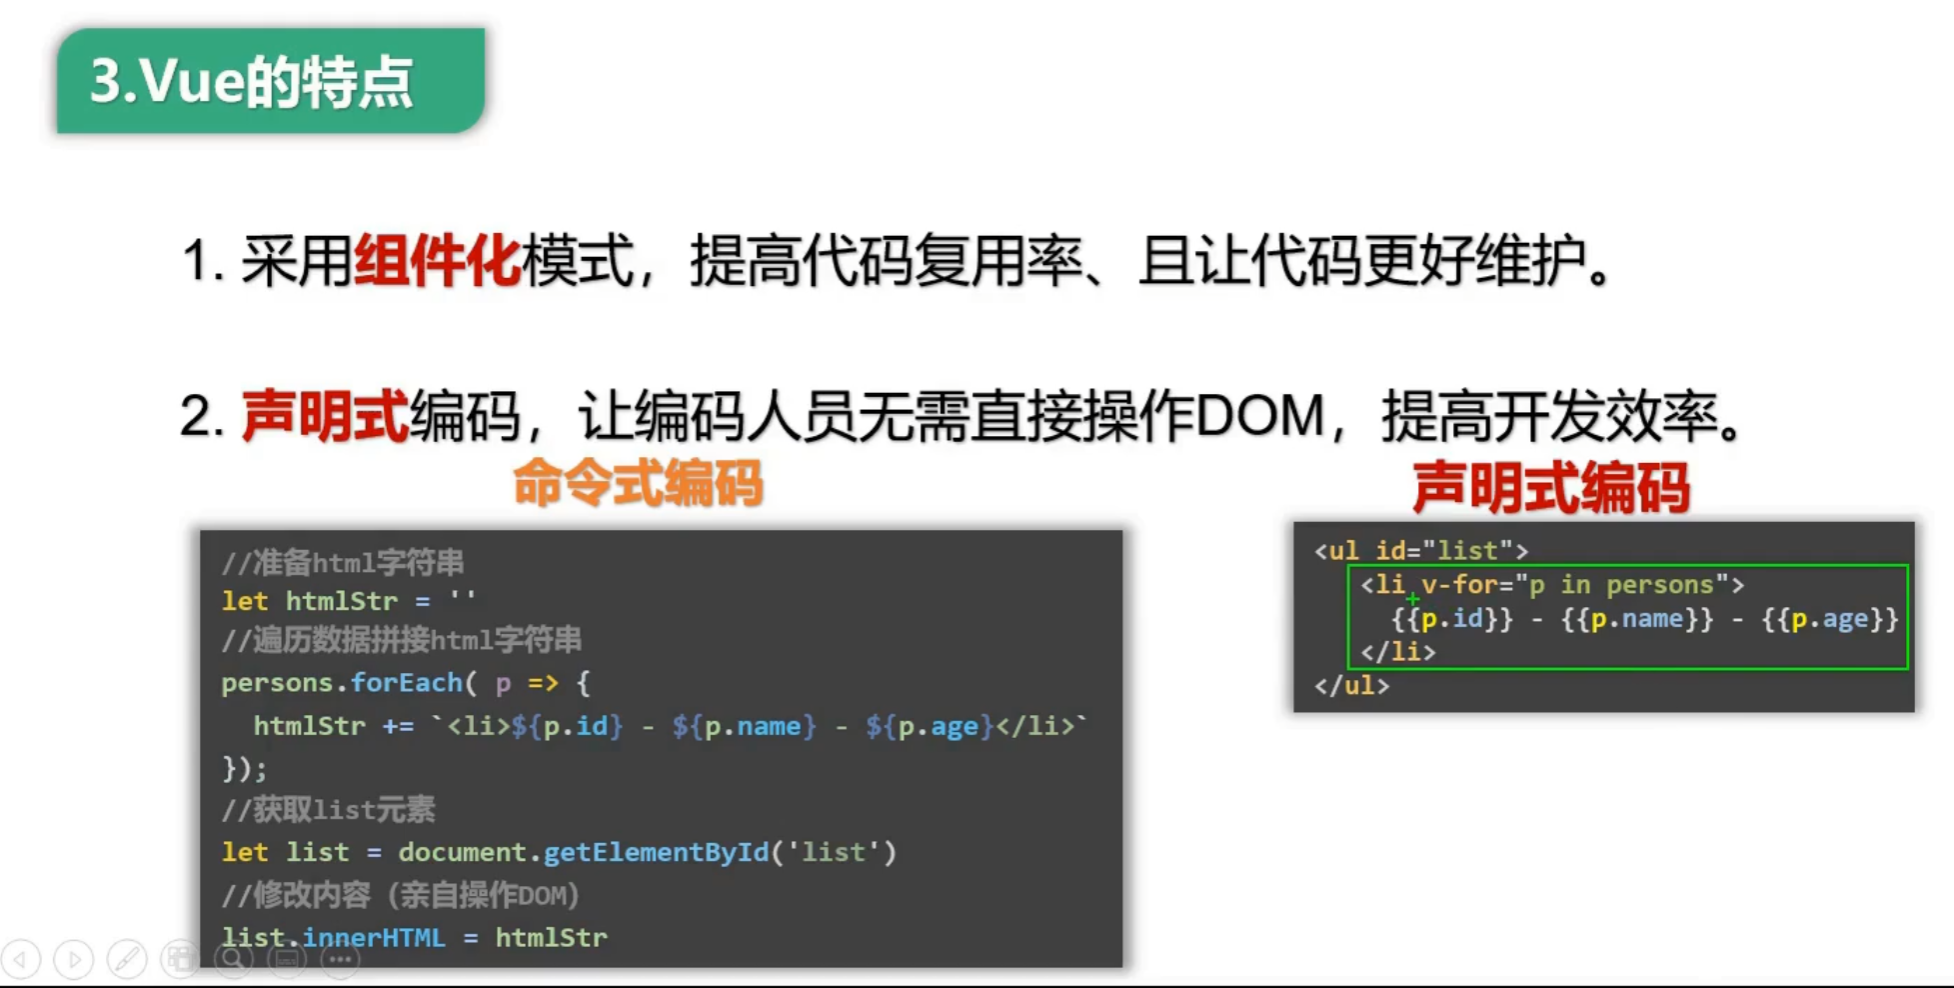 3.Vue的特点
1. 采用组件化模式，提高代码复用率、且让代码更好维护。
2. 声明式编码，让编码人员无需直接操作DOM，提高开发效率。
命令式编码
//准备html字符串
let htmlStr = ''
//遍历数据拼接html字符串
persons.forEach( p => {
  htmlStr += `<li>${p.id} - ${p.name} - ${p.age}</li>`
});
//获取list元素
let list = document.getElementById('list')
//修改内容（亲自操作DOM）
list.innerHTML = htmlStr
声明式编码
<ul id="list">
  <li v-for="p in persons">
    {{p.id}} - {{p.name}} - {{p.age}}
  </li>
</ul>